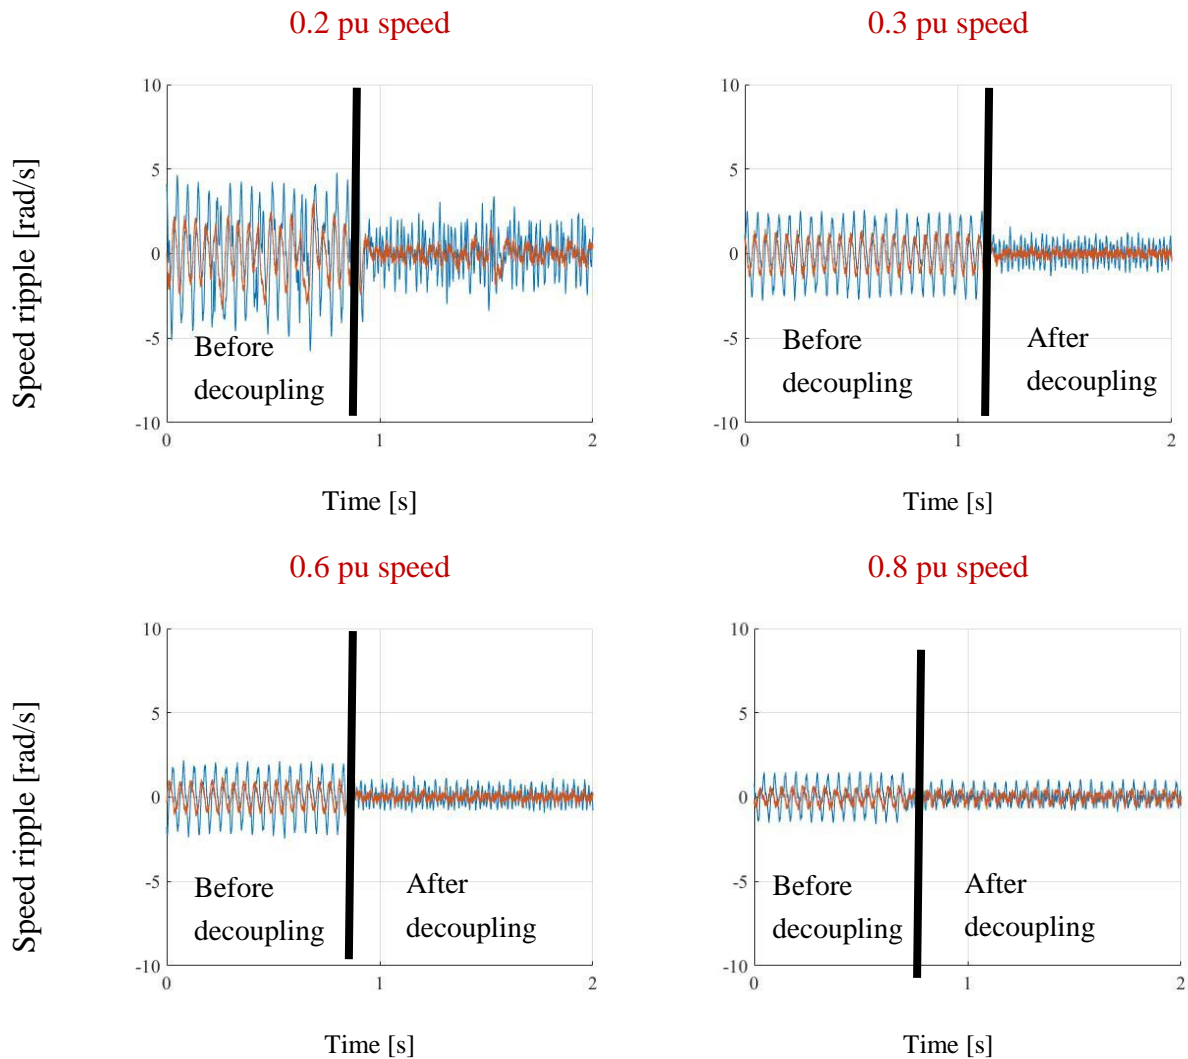 0.2 pu speed
0.3 pu speed
Speed ripple [rad/s]
10
5
0
-5
-10
0
1
2
Before
decoupling
Time [s]
10
5
0
-5
-10
0
1
2
Before
decoupling
After
decoupling
Time [s]
0.6 pu speed
0.8 pu speed
Speed ripple [rad/s]
10
5
0
-5
-10
0
1
2
Before
decoupling
After
decoupling
Time [s]
10
5
0
-5
-10
0
1
2
Before
decoupling
After
decoupling
Time [s]